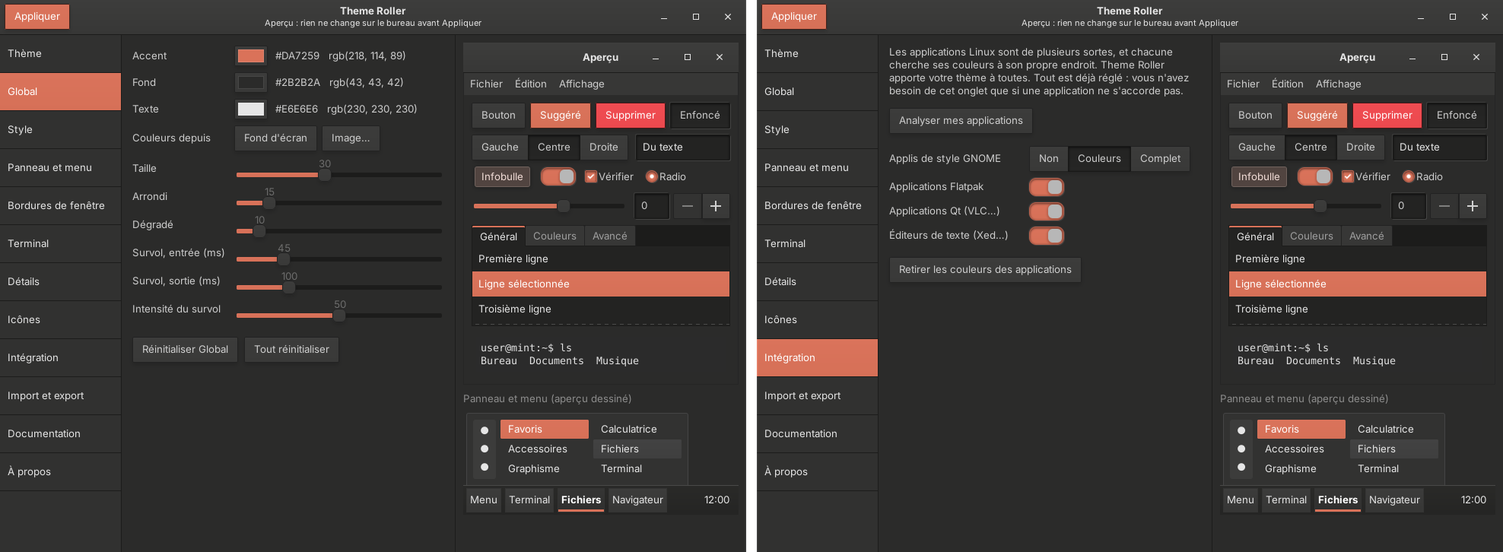 Appliquer
Theme Roller
Aperçu : rien ne change sur le bureau avant Appliquer
Thème
Global
Style
Panneau et menu
Bordures de fenêtre
Terminal
Détails
Icônes
Intégration
Import et export
Documentation
À propos
Accent #DA7259 rgb(218, 114, 89)
Fond #2B2B2A rgb(43, 43, 42)
Texte #E6E6E6 rgb(230, 230, 230)
Couleurs depuis Fond d'écran Image...
Taille 30
Arrondi 15
Dégradé 10
Survol, entrée (ms) 45
Survol, sortie (ms) 100
Intensité du survol 50
Réinitialiser Global Tout réinitialiser
Aperçu
Fichier Édition Affichage
Bouton Suggéré Supprimer Enfoncé
Gauche Centre Droite Du texte
Infobulle Vérifier Radio
0
Général Couleurs Avancé
Première ligne
Ligne sélectionnée
Troisième ligne
user@mint:~$ ls
Bureau Documents Musique
Panneau et menu (aperçu dessiné)
Favoris Calculatrice
Accessoires Fichiers
Graphisme Terminal
Menu Terminal Fichiers Navigateur 12:00
Appliquer
Theme Roller
Aperçu : rien ne change sur le bureau avant Appliquer
Thème
Global
Style
Panneau et menu
Bordures de fenêtre
Terminal
Détails
Icônes
Intégration
Import et export
Documentation
À propos
Les applications Linux sont de plusieurs sortes, et chacune
cherche ses couleurs à son propre endroit. Theme Roller
apporte votre thème à toutes. Tout est déjà réglé : vous n'avez
besoin de cet onglet que si une application ne s'accorde pas.
Analyser mes applications
Applis de style GNOME Non Couleurs Complet
Applications Flatpak
Applications Qt (VLC...)
Éditeurs de texte (Xed...)
Retirer les couleurs des applications
Aperçu
Fichier Édition Affichage
Bouton Suggéré Supprimer Enfoncé
Gauche Centre Droite Du texte
Infobulle Vérifier Radio
0
Général Couleurs Avancé
Première ligne
Ligne sélectionnée
Troisième ligne
user@mint:~$ ls
Bureau Documents Musique
Panneau et menu (aperçu dessiné)
Favoris Calculatrice
Accessoires Fichiers
Graphisme Terminal
Menu Terminal Fichiers Navigateur 12:00